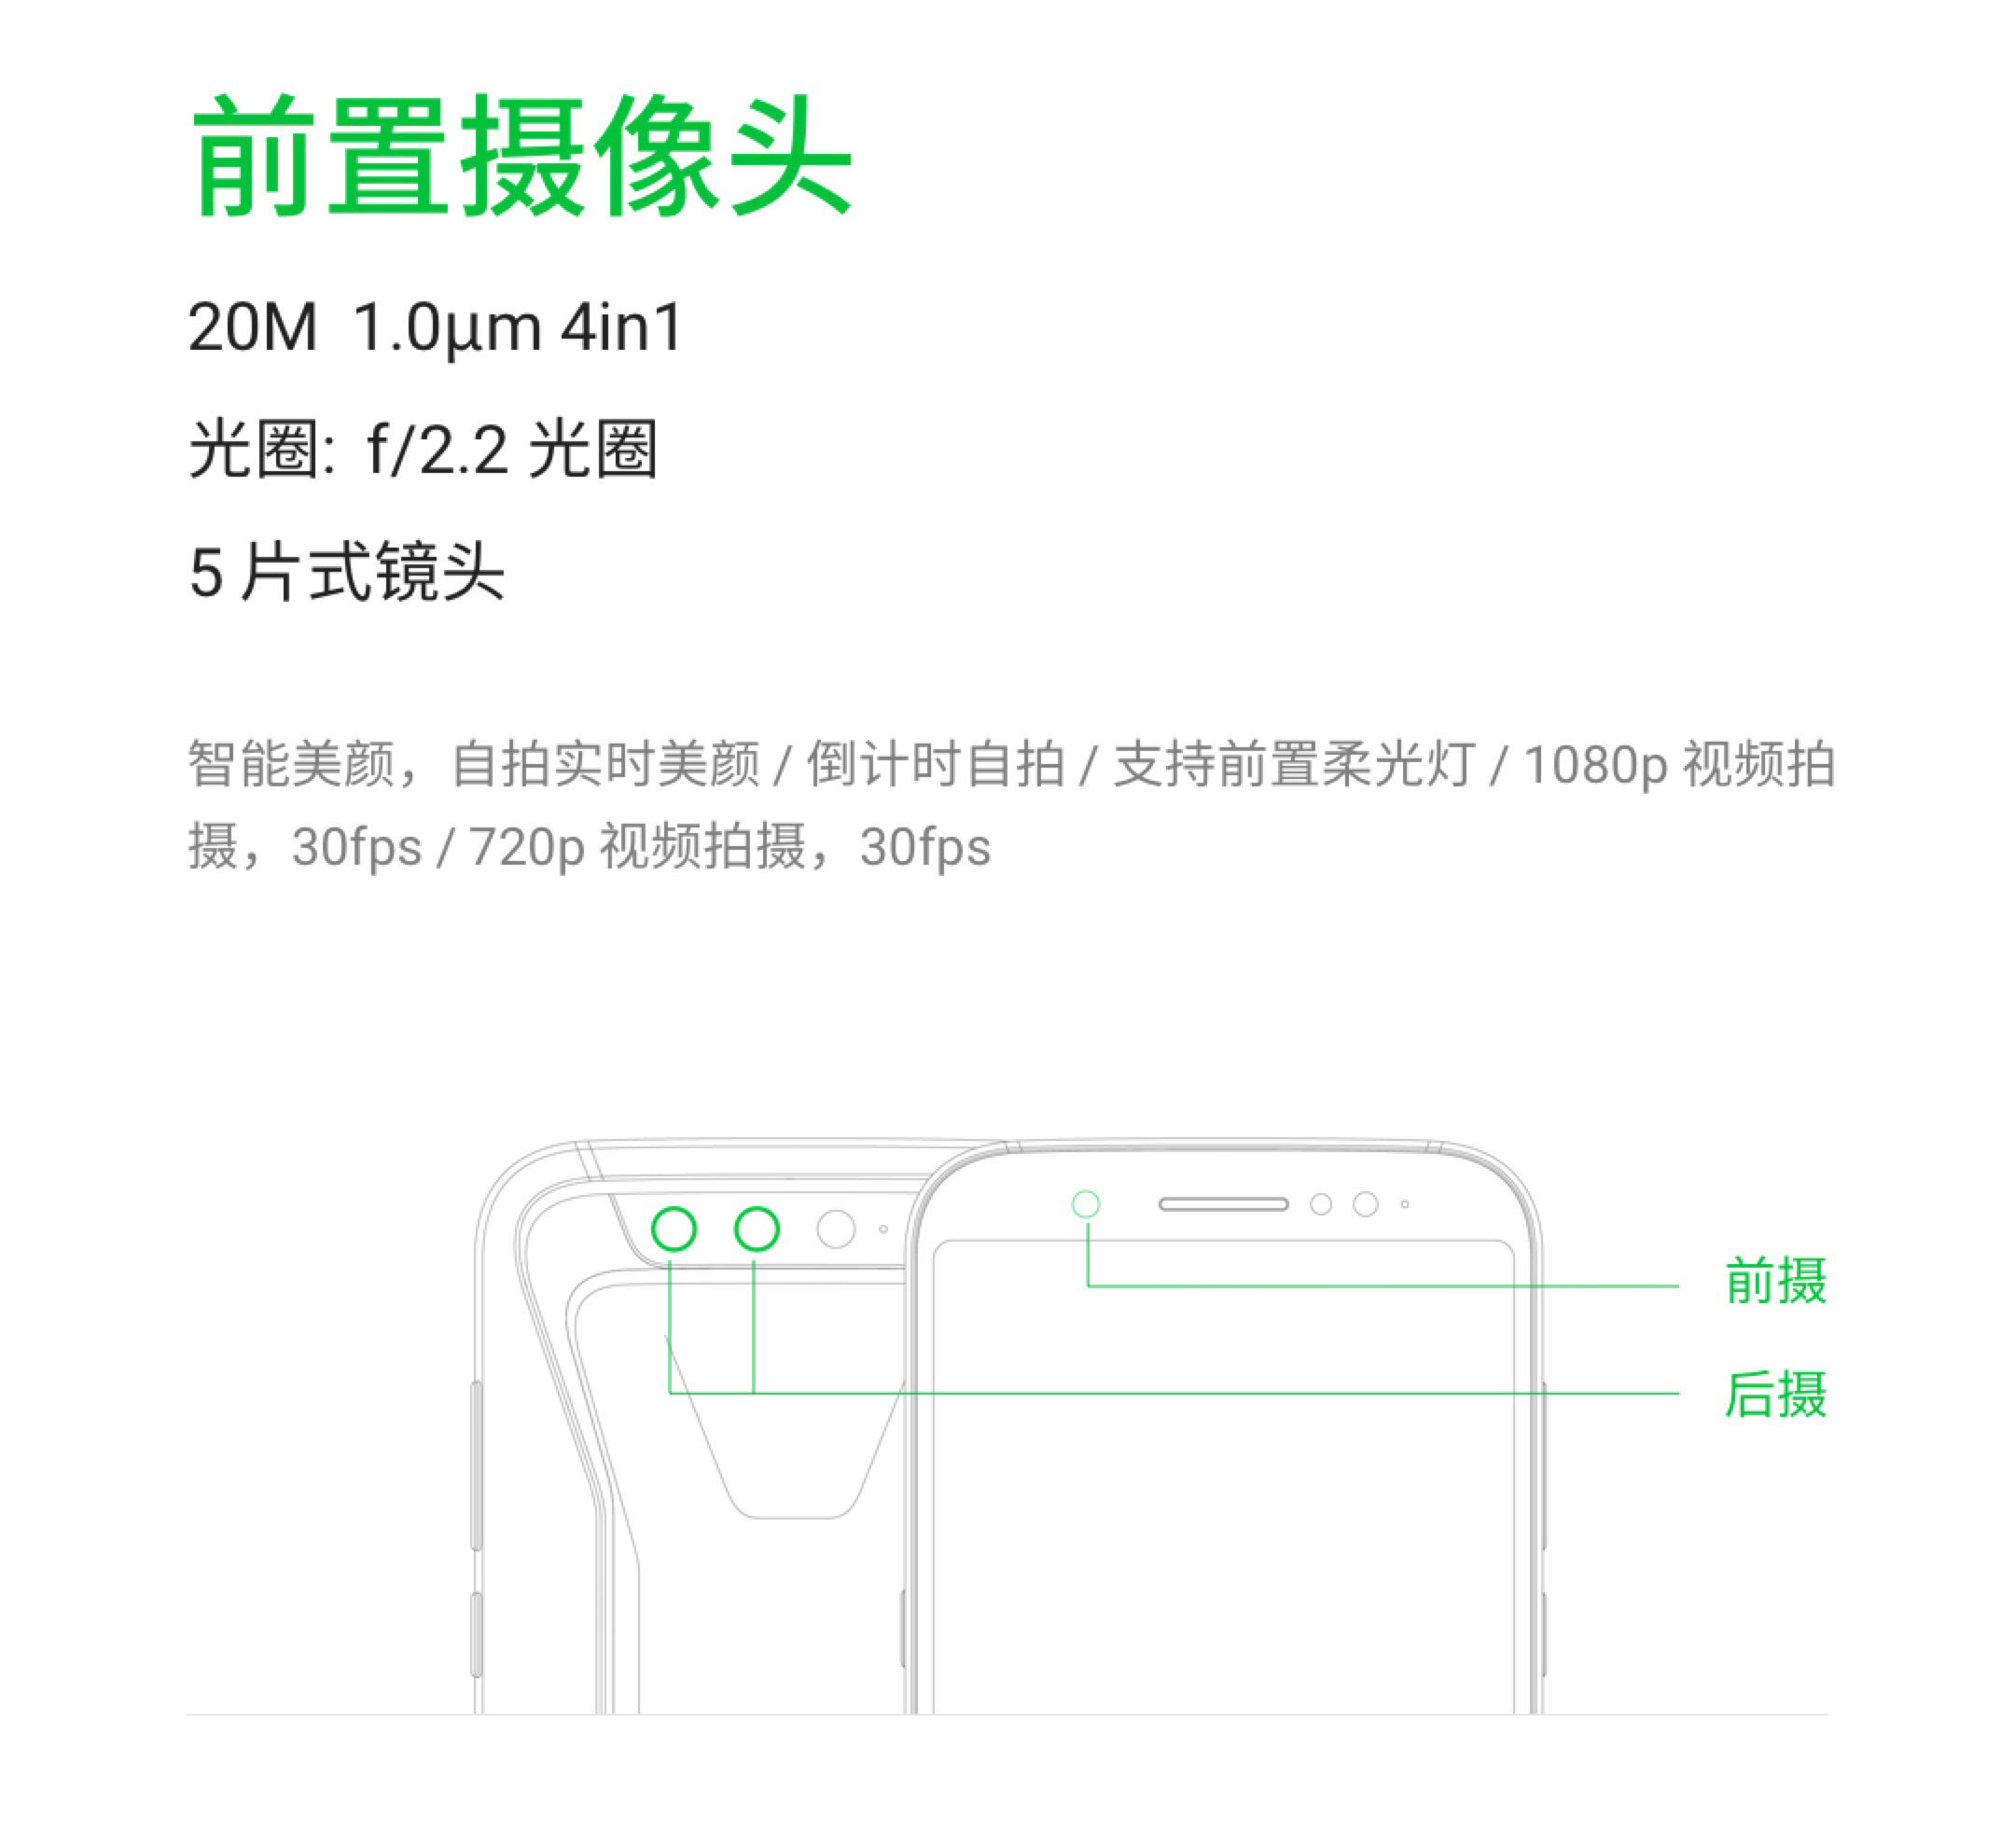 前置摄像头
20M 1.0μm 4in1
光圈: f/2.2 光圈
5 片式镜头
智能美颜，自拍实时美颜 / 倒计时自拍 / 支持前置柔光灯 / 1080p 视频拍
摄，30fps / 720p 视频拍摄，30fps
前摄
后摄